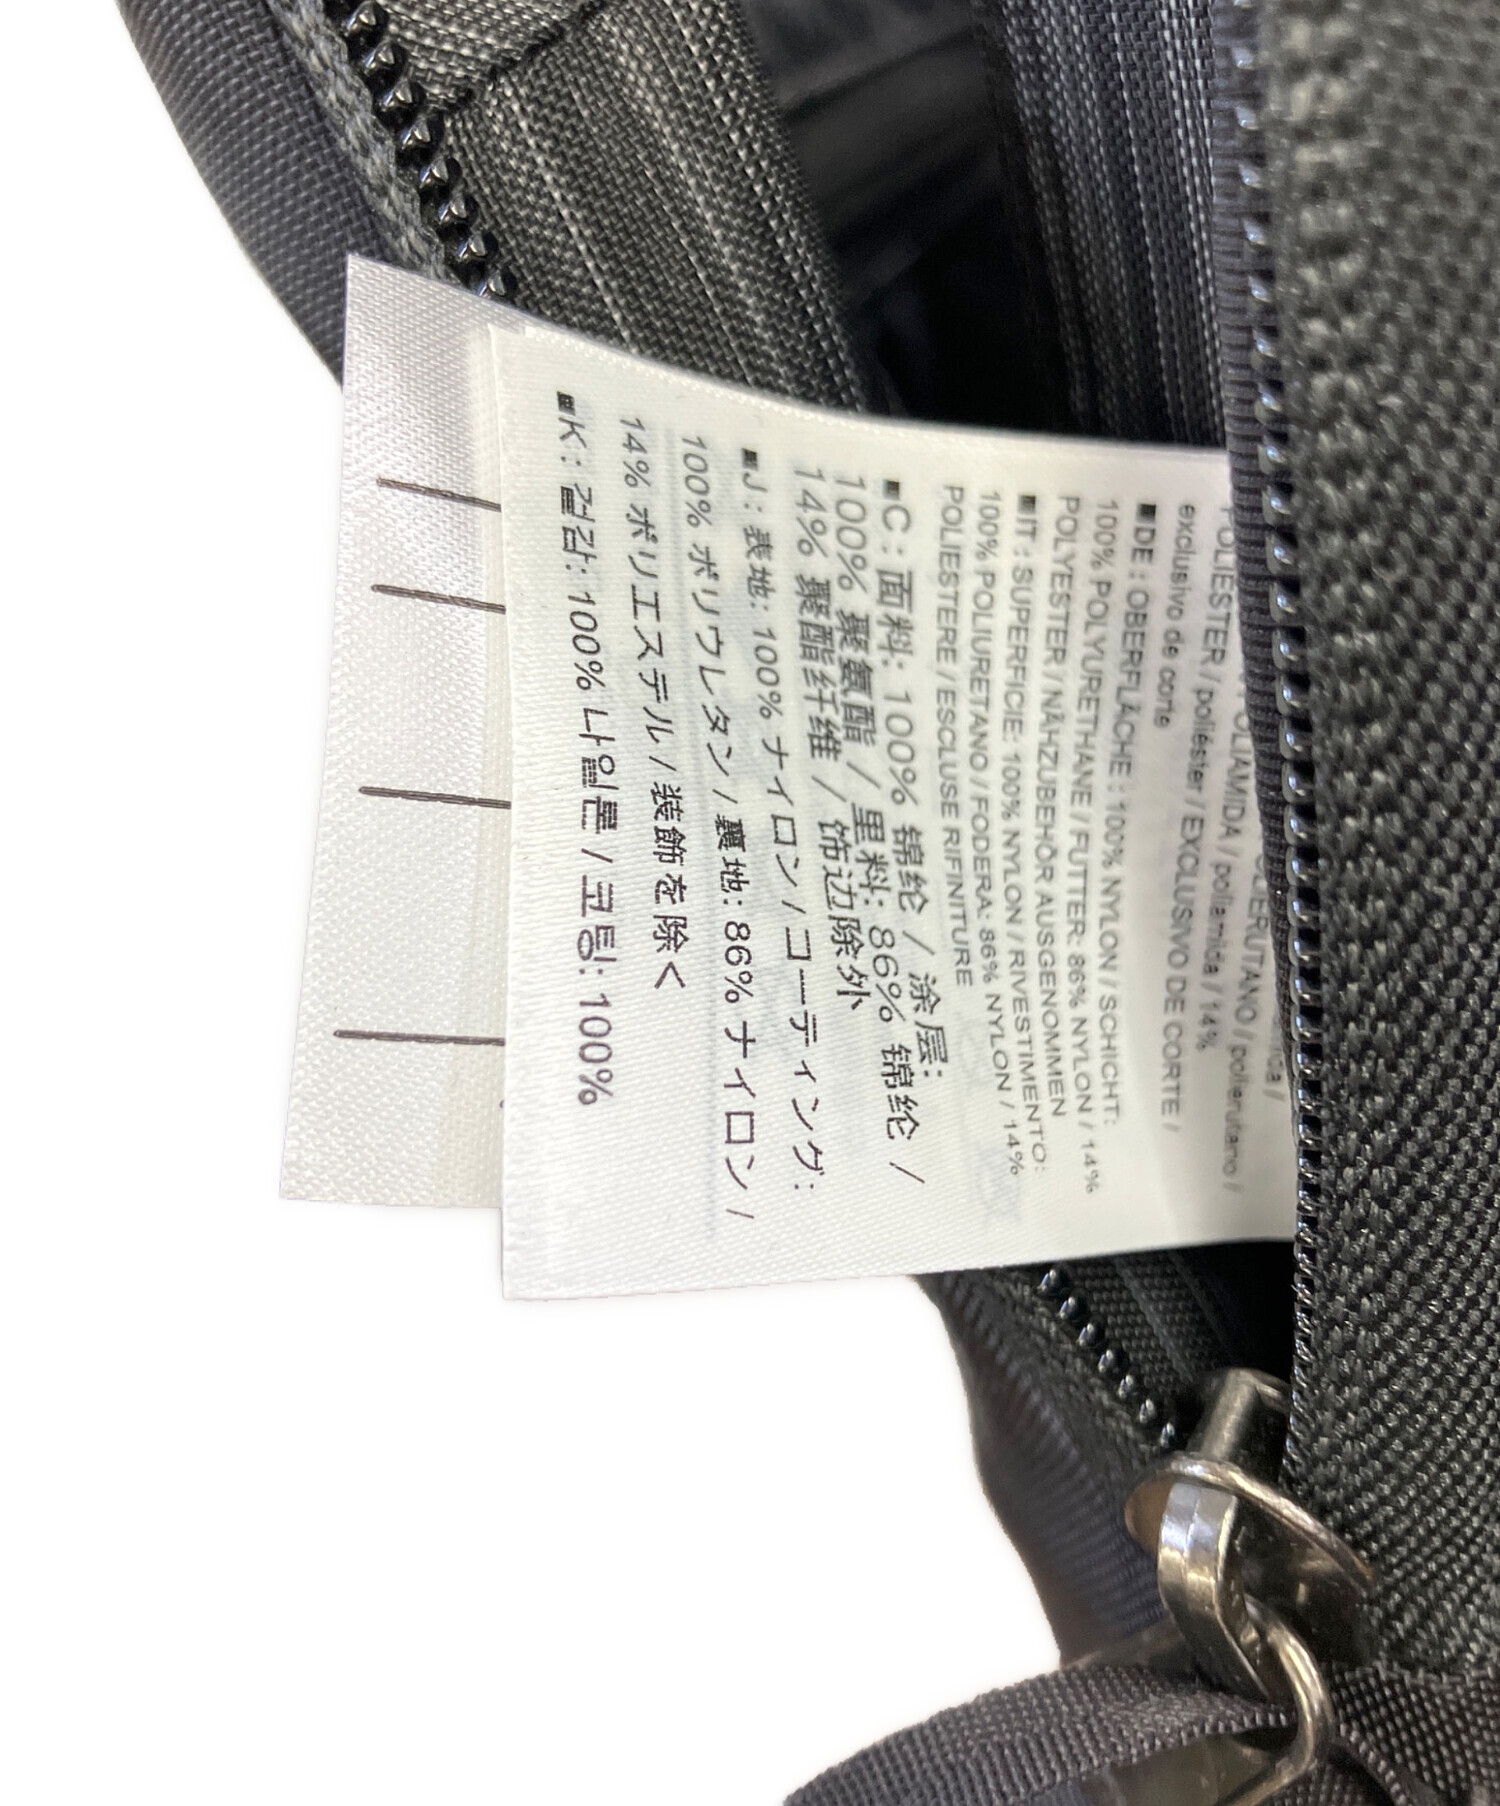 POLIESTER / poliéster / EXCLUSIVO DE CORTE /
exclusivo de corte
■DE : OBERFLÄCHE : 100% NYLON / SCHICHT:
100% POLYURETHANE / FUTTER: 86% NYLON / 14%
POLYESTER / NÄHZUBEHÖR AUSGENOMMEN
■IT : SUPERFICIE: 100% NYLON / RIVESTIMENTO:
100% POLIURETANO / FODERA: 86% NYLON / 14%
POLIESTERE / ESCLUSE RIFINITURE
■C : 面料: 100% 锦纶 / 涂层:
100% 聚氨酯 / 里料: 86% 锦纶 /
14% 聚酯纤维 / 饰边除外
■J : 表地: 100% ナイロン / コーティング:
100% ポリウレタン / 裏地: 86% ナイロン /
14% ポリエステル / 装飾を除く
■K : 겉감: 100% 나일론 / 코팅: 100%